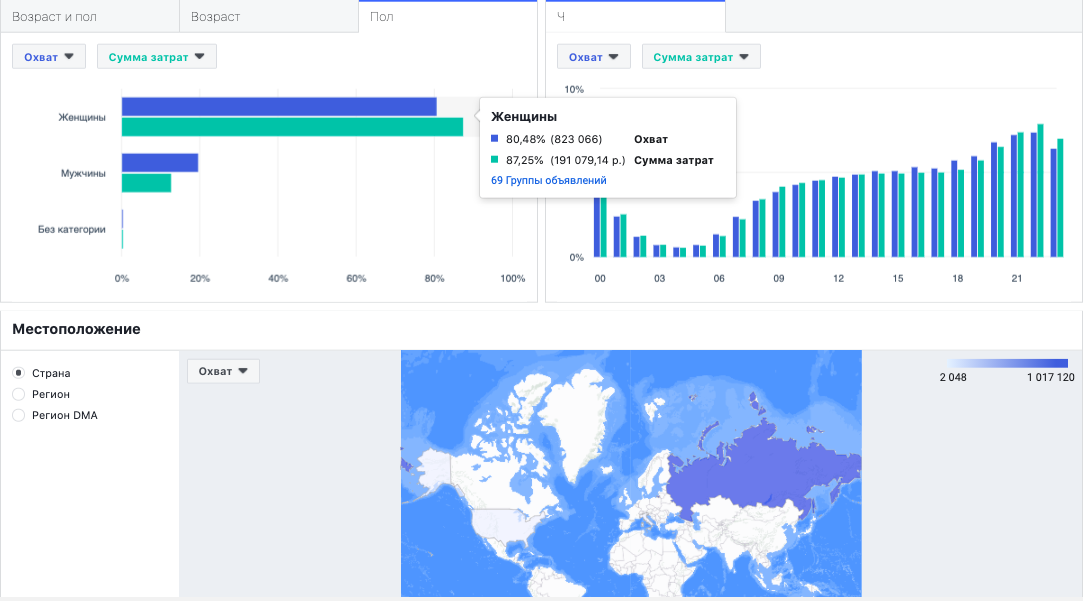 Возраст и пол
Возраст
Пол
Ч
Охват
Сумма затрат
Охват
Сумма затрат
Женщины
Мужчины
Без категории
0%
20%
40%
60%
80%
100%
Женщины
80,48% (823 066) Охват
87,25% (191 079,14 р.) Сумма затрат
69 Группы объявлений
10%
0%
00
03
06
09
12
15
18
21
Местоположение
Страна
Регион
Регион DMA
Охват
2 048
1 017 120